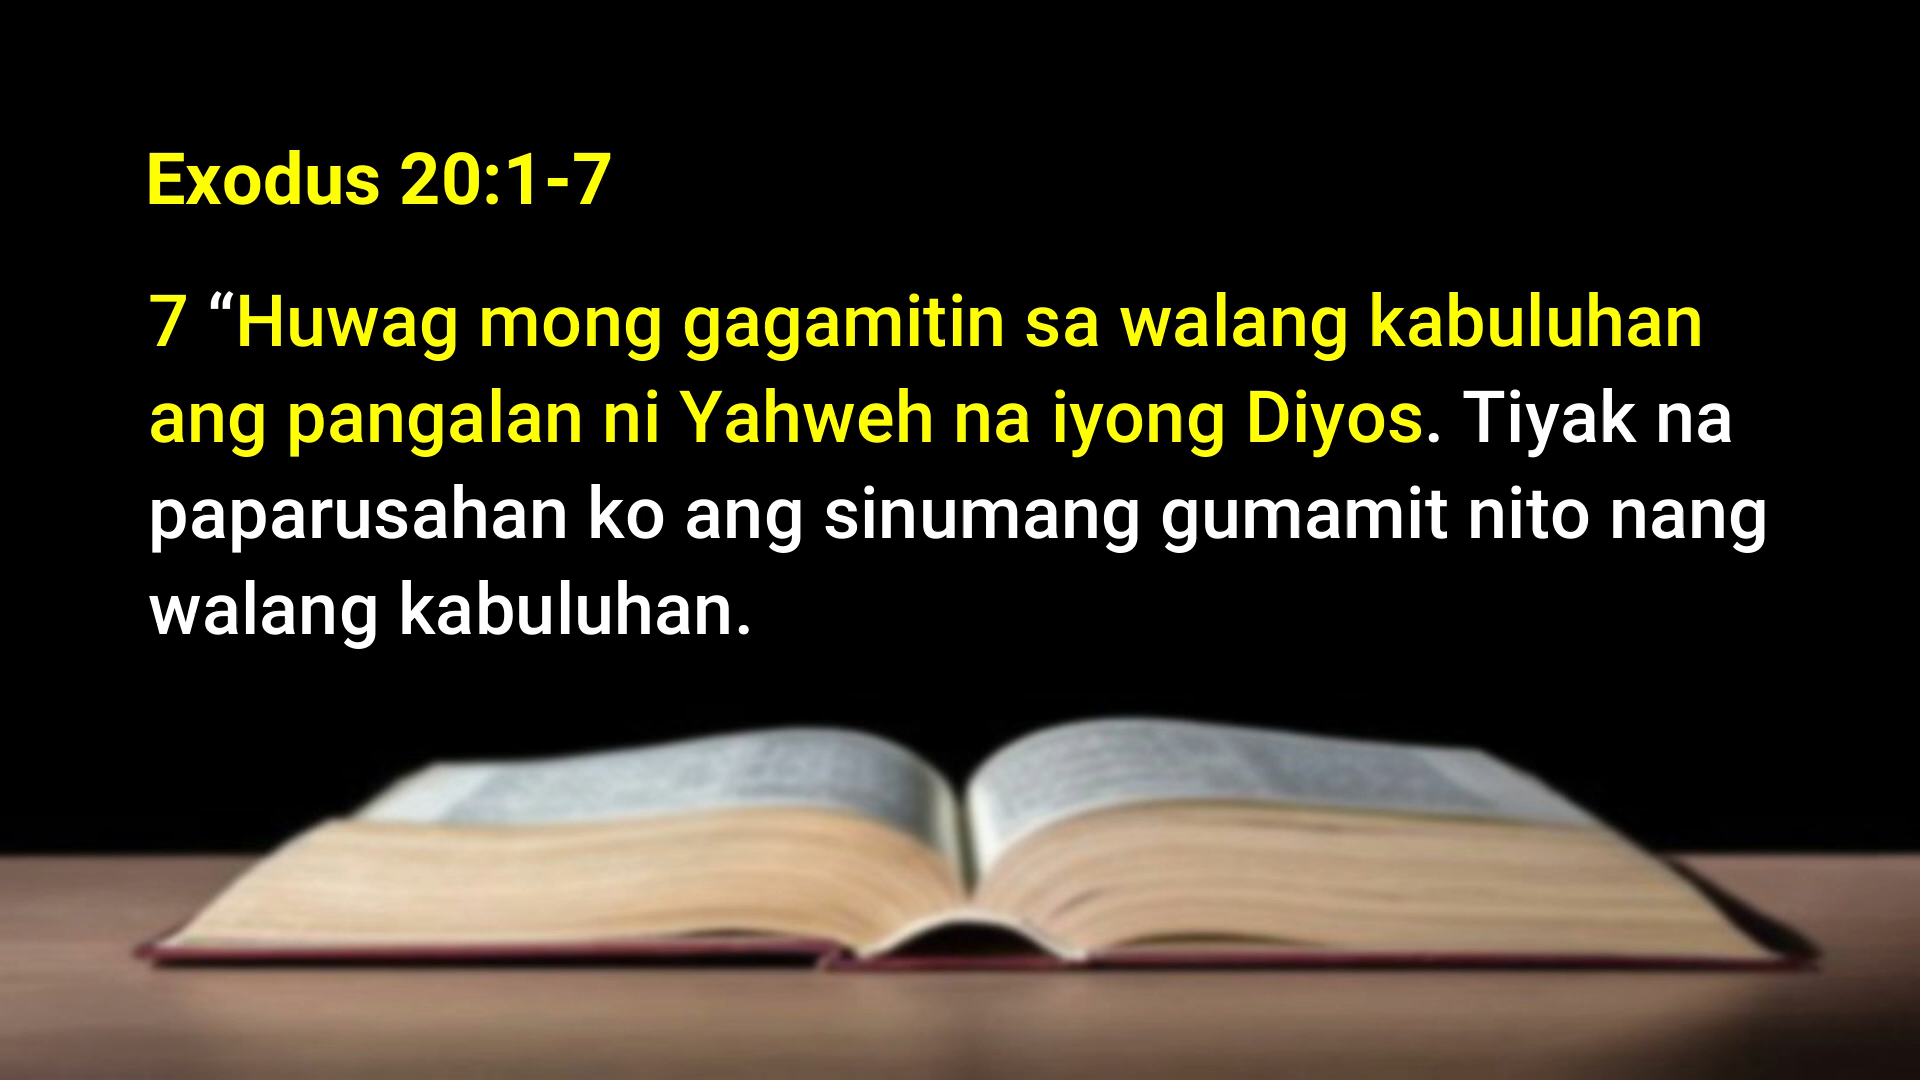 Exodus 20:1-7
7 “Huwag mong gagamitin sa walang kabuluhan
ang pangalan ni Yahweh na iyong Diyos. Tiyak na
paparusahan ko ang sinumang gumamit nito nang
walang kabuluhan.